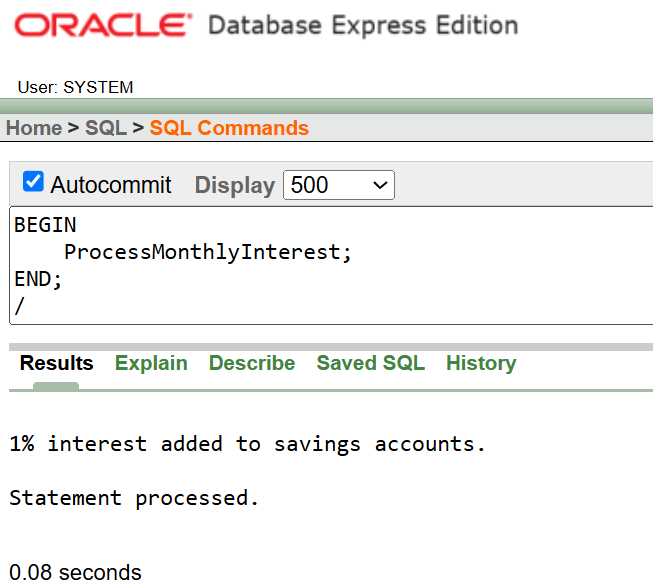 ORACLE® Database Express Edition
User: SYSTEM
Home > SQL > SQL Commands
Autocommit Display 500
BEGIN
    ProcessMonthlyInterest;
END;
/
Results Explain Describe Saved SQL History
1% interest added to savings accounts.
Statement processed.
0.08 seconds